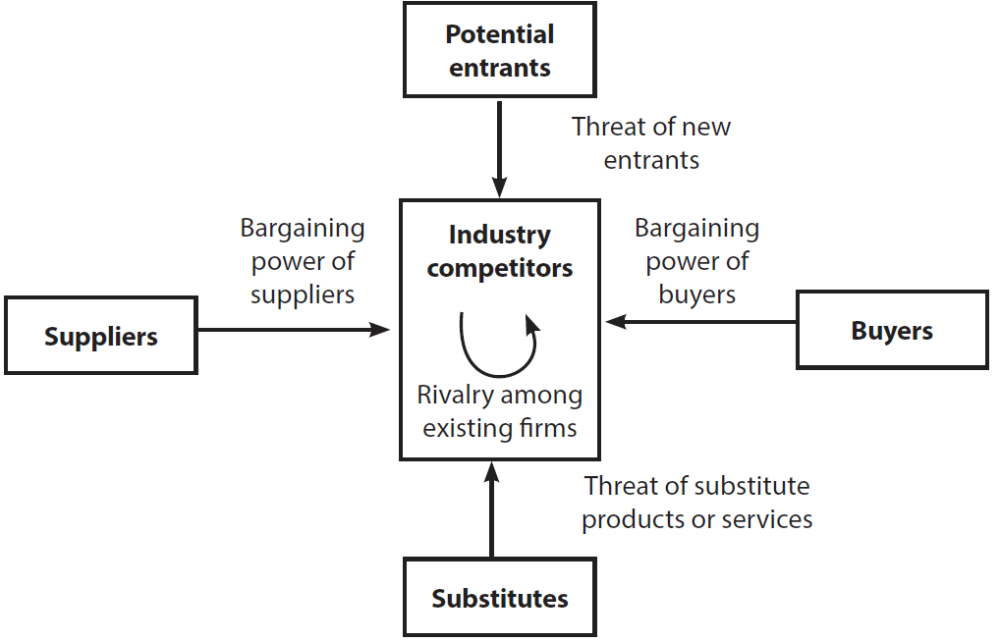 Potential
entrants
Threat of new
entrants
Bargaining
power of
suppliers
Industry
competitors
Bargaining
power of
buyers
Suppliers
Buyers
Rivalry among
existing firms
Threat of substitute
products or services
Substitutes